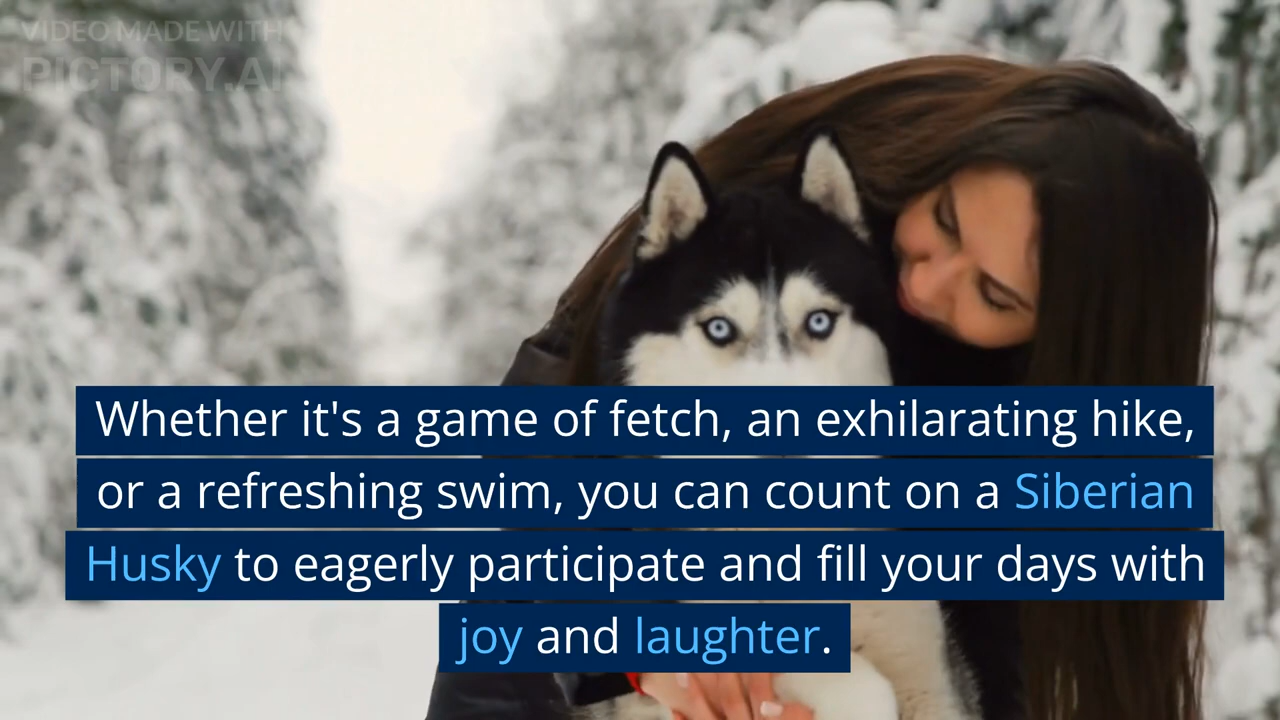 VIDEO MADE WITH
PICTORY.AI
Whether it's a game of fetch, an exhilarating hike,
or a refreshing swim, you can count on a Siberian
Husky to eagerly participate and fill your days with
joy and laughter.